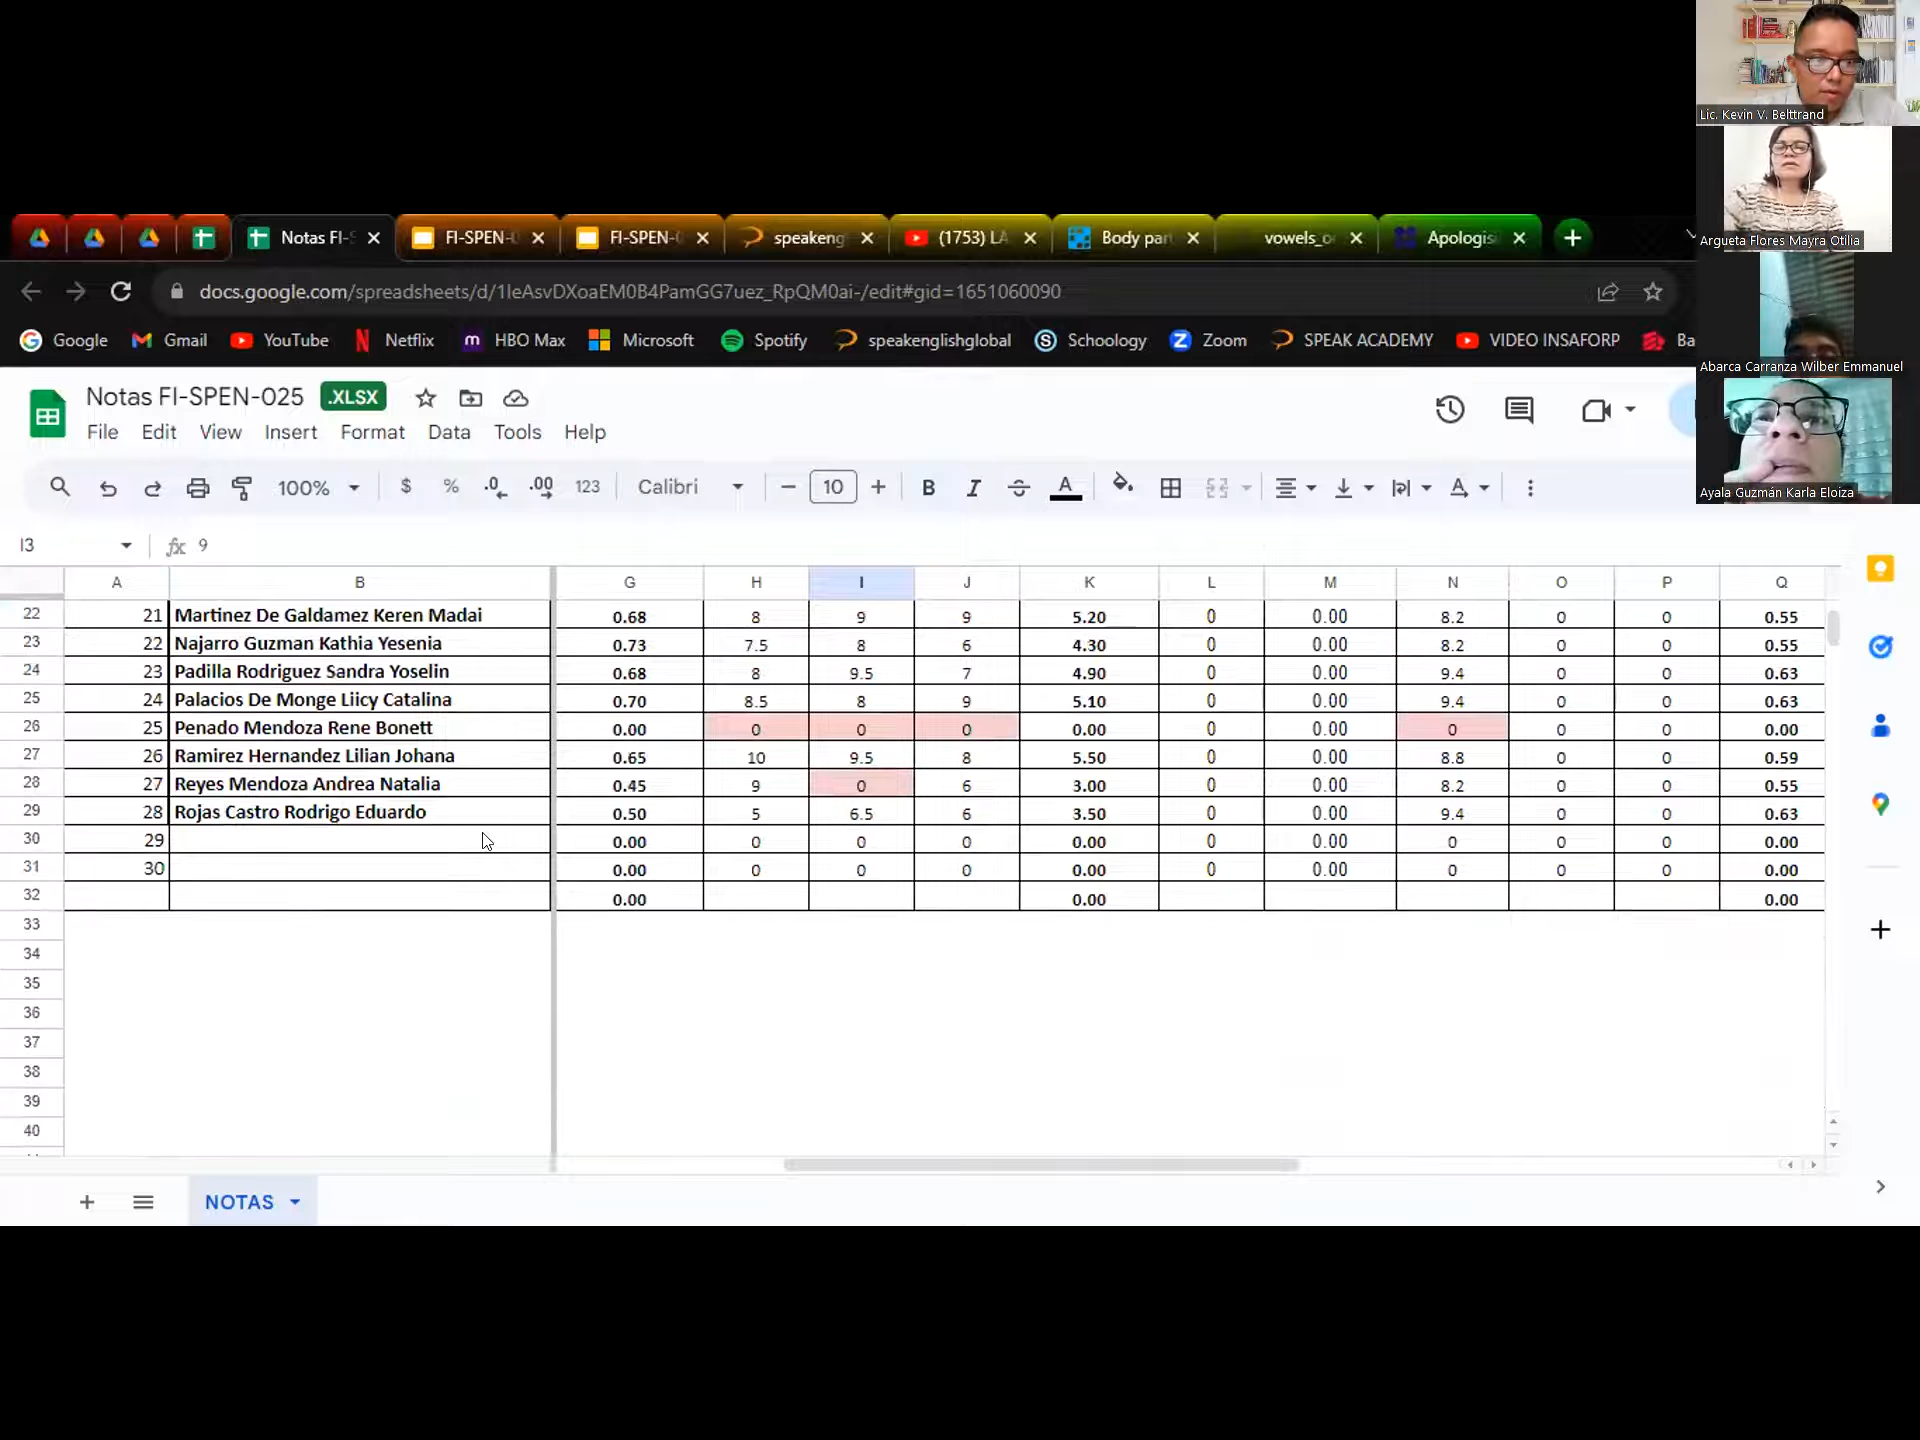 Lic. Kevin V. Belttrand
Argueta Flores Mayra Otilia
Abarca Carranza Wilber Emmanuel
Ayala Guzmán Karla Eloiza
Notas FI-S FI-SPEN-0 FI-SPEN-0 speakeng (1753) LA Body par vowels_o Apologisi
docs.google.com/spreadsheets/d/1IeAsvDXoaEM0B4PamGG7uez_RpQM0ai-/edit#gid=1651060090
Google Gmail YouTube Netflix HBO Max Microsoft Spotify speakenglishglobal Schoology Zoom SPEAK ACADEMY VIDEO INSAFORP Ba
Notas FI-SPEN-025 .XLSX
File Edit View Insert Format Data Tools Help
100% $ % .0 .00 123 Calibri 10 B I A
I3 fx 9
A B G H I J K L M N O P Q
22 21 Martinez De Galdamez Keren Madai 0.68 8 9 9 5.20 0 0.00 8.2 0 0 0.55
23 22 Najarro Guzman Kathia Yesenia 0.73 7.5 8 6 4.30 0 0.00 8.2 0 0 0.55
24 23 Padilla Rodriguez Sandra Yoselin 0.68 8 9.5 7 4.90 0 0.00 9.4 0 0 0.63
25 24 Palacios De Monge Liicy Catalina 0.70 8.5 8 9 5.10 0 0.00 9.4 0 0 0.63
26 25 Penado Mendoza Rene Bonett 0.00 0 0 0 0.00 0 0.00 0 0 0 0.00
27 26 Ramirez Hernandez Lilian Johana 0.65 10 9.5 8 5.50 0 0.00 8.8 0 0 0.59
28 27 Reyes Mendoza Andrea Natalia 0.45 9 0 6 3.00 0 0.00 8.2 0 0 0.55
29 28 Rojas Castro Rodrigo Eduardo 0.50 5 6.5 6 3.50 0 0.00 9.4 0 0 0.63
30 29 0.00 0 0 0 0.00 0 0.00 0 0 0 0.00
31 30 0.00 0 0 0 0.00 0 0.00 0 0 0 0.00
32 0.00 0.00 0.00
33
34
35
36
37
38
39
40
NOTAS